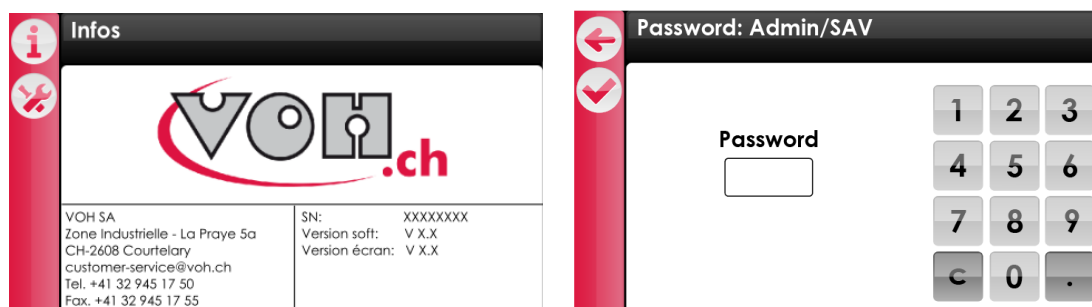 Infos
VOH.ch
VOH SA
Zone Industrielle - La Praye 5a
CH-2608 Courtelary
customer-service@voh.ch
Tel. +41 32 945 17 50
Fax. +41 32 945 17 55
SN: XXXXXXXX
Version soft: V X.X
Version écran: V X.X
Password: Admin/SAV
Password
1 2 3
4 5 6
7 8 9
C 0 .